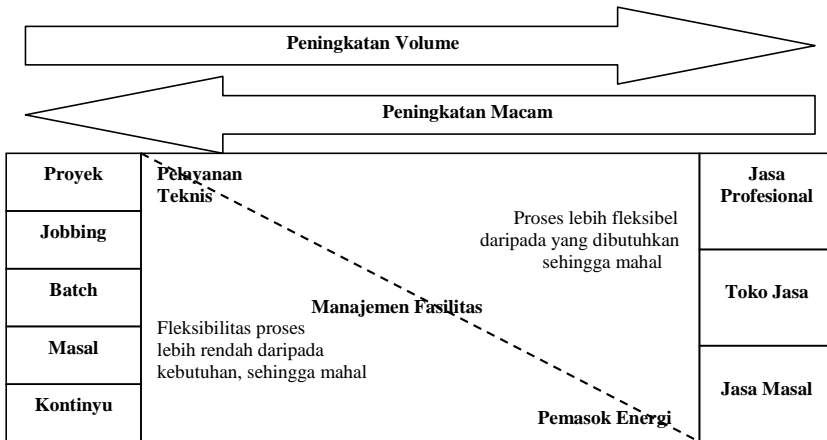 Peningkatan Volume
Peningkatan Macam
Proyek
Jobbing
Batch
Masal
Kontinyu
Pelayanan
Teknis
Proses lebih fleksibel
daripada yang dibutuhkan
sehingga mahal
Manajemen Fasilitas
Fleksibilitas proses
lebih rendah daripada
kebutuhan, sehingga mahal
Pemasok Energi
Jasa
Profesional
Toko Jasa
Jasa Masal